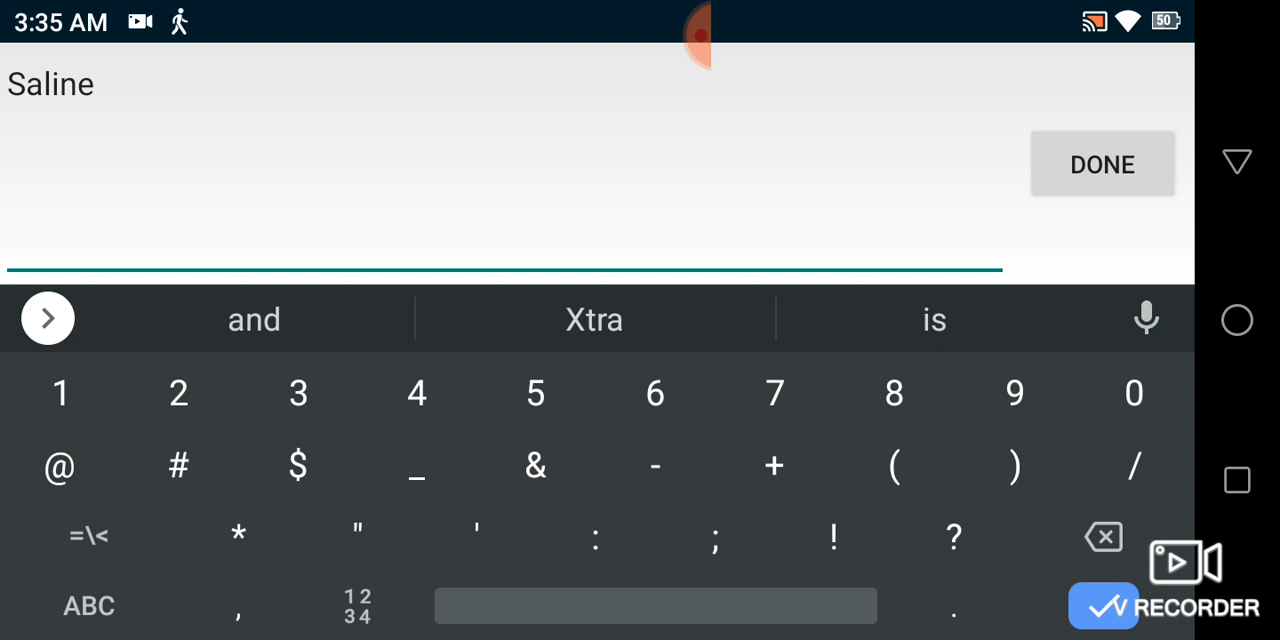 3:35 AM
50
Saline
DONE
and Xtra is
1 2 3 4 5 6 7 8 9 0
@ # $ _ & - + ( ) /
=\< * " ' : ; ! ?
ABC , 1 2 3 4 .
V RECORDER